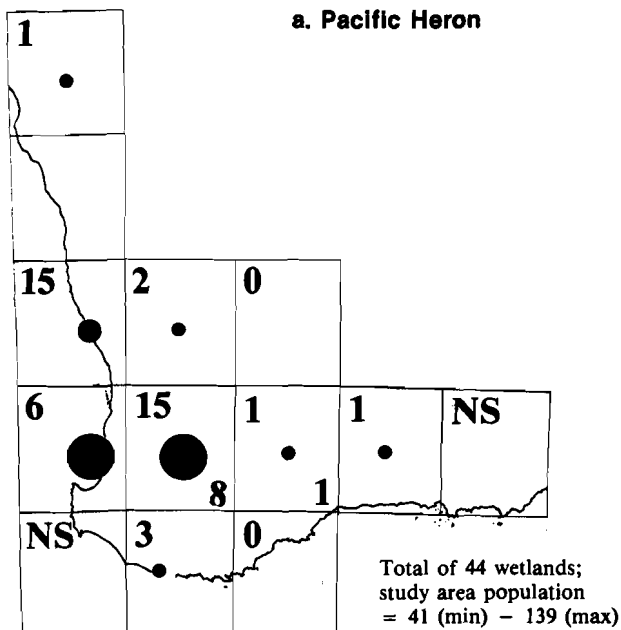 a. Pacific Heron
1
15 2 0
6 15 1 1 NS
8 1
NS 3 0
Total of 44 wetlands;
study area population
= 41 (min) – 139 (max)